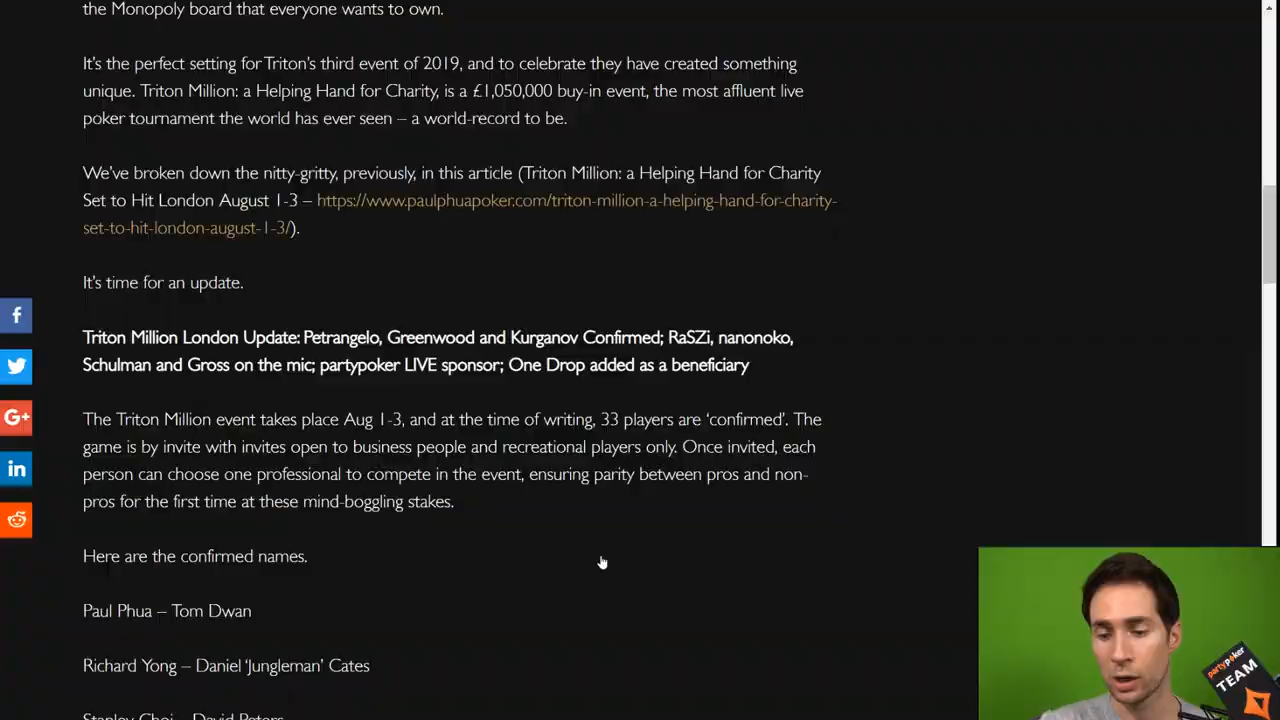 the Monopoly board that everyone wants to own.
It's the perfect setting for Triton's third event of 2019, and to celebrate they have created something
unique. Triton Million: a Helping Hand for Charity, is a £1,050,000 buy-in event, the most affluent live
poker tournament the world has ever seen – a world-record to be.
We've broken down the nitty-gritty, previously, in this article (Triton Million: a Helping Hand for Charity
Set to Hit London August 1-3 – https://www.paulphuapoker.com/triton-million-a-helping-hand-for-charity-
set-to-hit-london-august-1-3/).
It's time for an update.
Triton Million London Update: Petrangelo, Greenwood and Kurganov Confirmed; RaSZi, nanonoko,
Schulman and Gross on the mic; partypoker LIVE sponsor; One Drop added as a beneficiary
The Triton Million event takes place Aug 1-3, and at the time of writing, 33 players are 'confirmed'. The
game is by invite with invites open to business people and recreational players only. Once invited, each
person can choose one professional to compete in the event, ensuring parity between pros and non-
pros for the first time at these mind-boggling stakes.
Here are the confirmed names.
Paul Phua – Tom Dwan
Richard Yong – Daniel 'Jungleman' Cates
Stanley Choi – David Peters
partypoker
TEAM